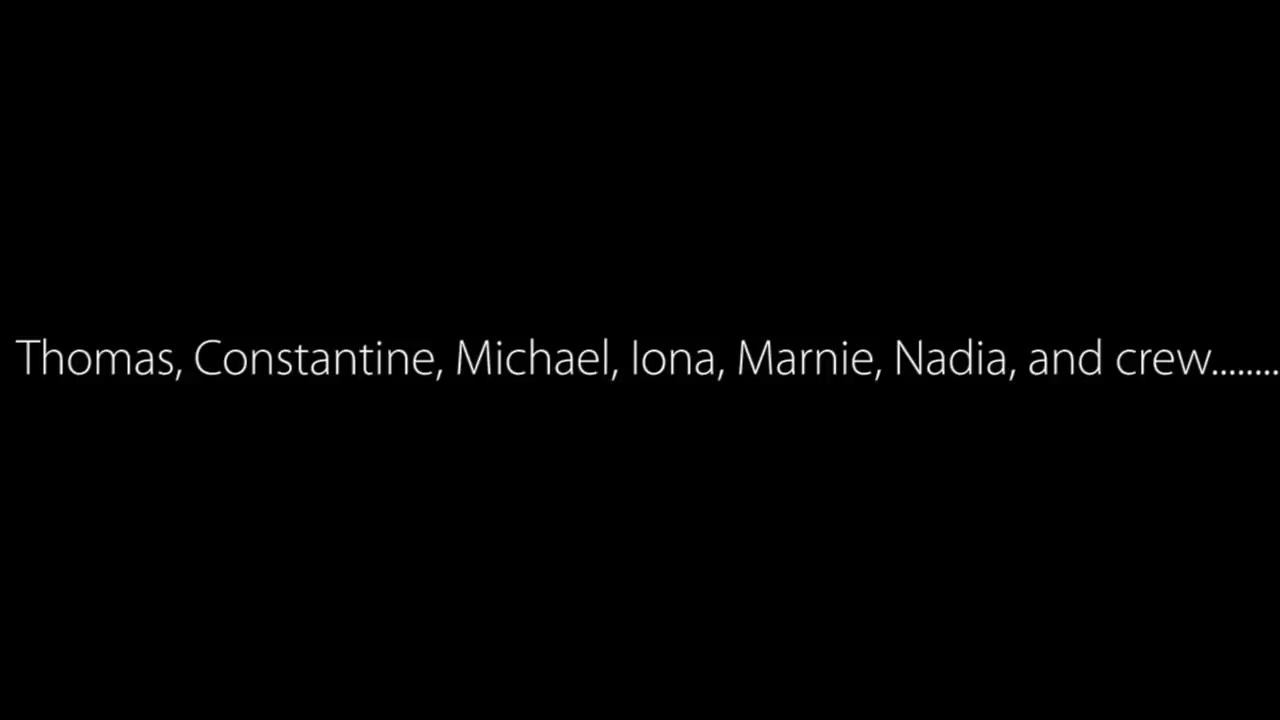 Thomas, Constantine, Michael, Iona, Marnie, Nadia, and crew........